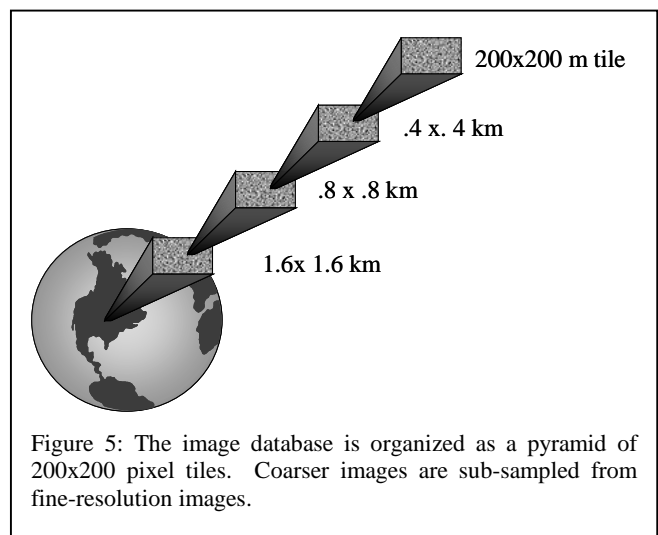 200x200 m tile
.4 x. 4 km
.8 x .8 km
1.6x 1.6 km
Figure 5: The image database is organized as a pyramid of
200x200 pixel tiles. Coarser images are sub-sampled from
fine-resolution images.